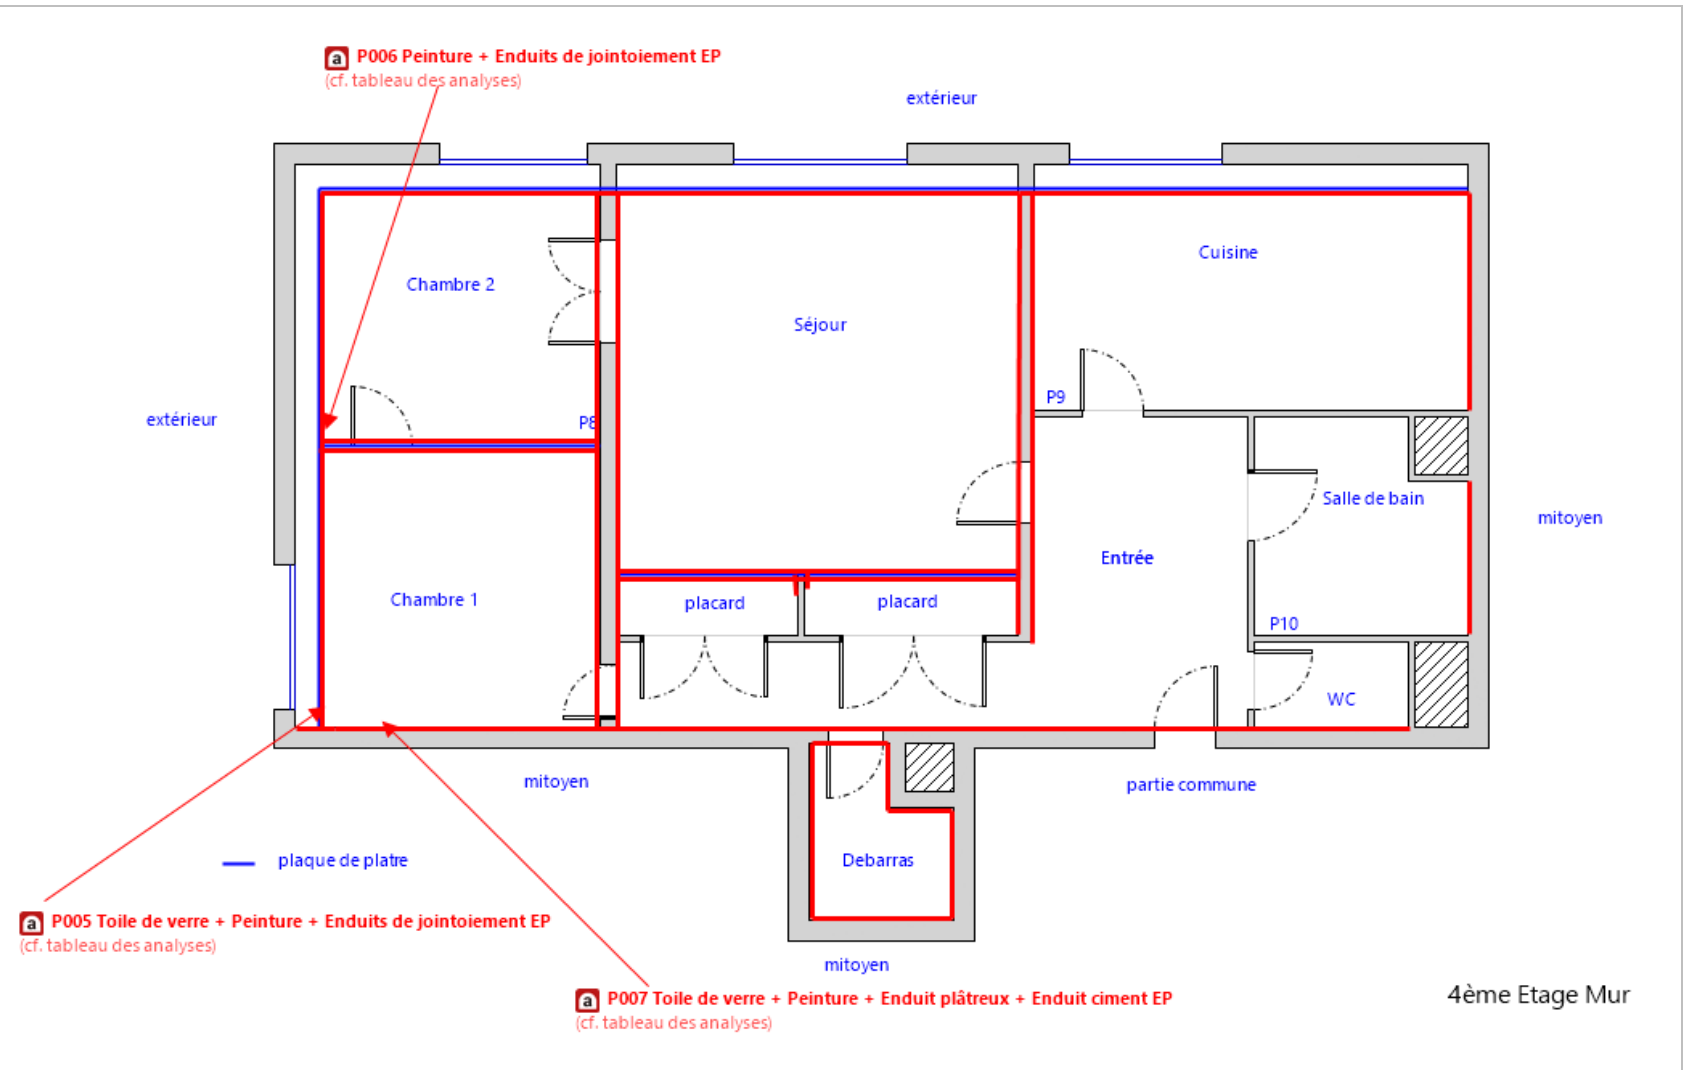 a P006 Peinture + Enduits de jointoiement EP
(cf. tableau des analyses)
extérieur
Cuisine
Chambre 2
Séjour
P9
extérieur
P8
Salle de bain
mitoyen
Entrée
Chambre 1
placard
placard
P10
WC
mitoyen
partie commune
plaque de platre
Debarras
a P005 Toile de verre + Peinture + Enduits de jointoiement EP
(cf. tableau des analyses)
mitoyen
a P007 Toile de verre + Peinture + Enduit plâtreux + Enduit ciment EP
(cf. tableau des analyses)
4ème Etage Mur